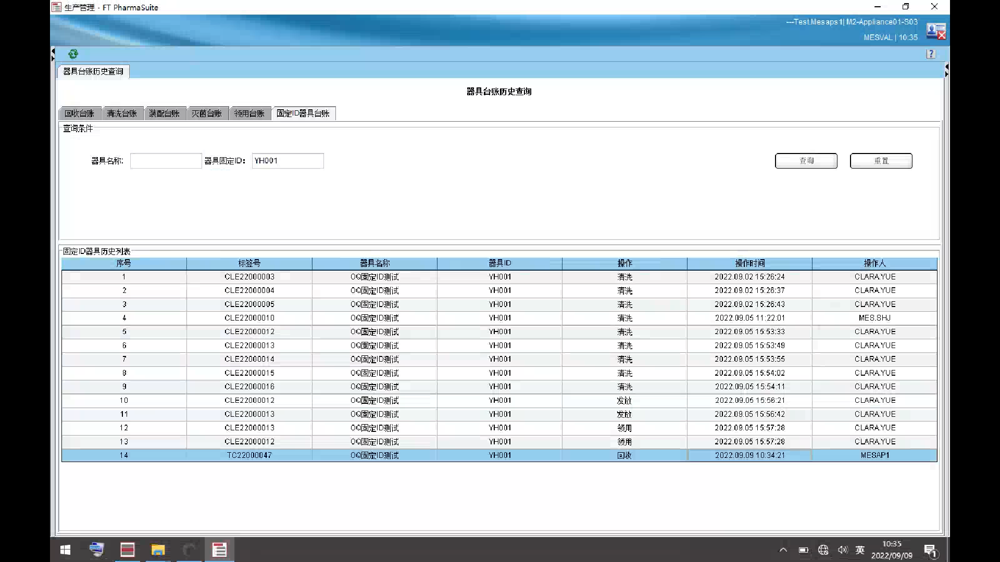 生产管理 - FT PharmaSuite
---Test.Mesaps1| M2-Appliance01-S03
MESVAL | 10:35
?
器具台账历史查询
器具台账历史查询
回收台账 清洗台账 装配台账 灭菌台账 领用台账 固定ID器具台账
查询条件
器具名称: 器具固定ID: YH001 查询 重置
固定ID器具历史列表
序号 标签号 器具名称 器具ID 操作 操作时间 操作人
1 CLE22000003 OQ固定ID测试 YH001 清洗 2022.09.02 15:26:24 CLARA.YUE
2 CLE22000004 OQ固定ID测试 YH001 清洗 2022.09.02 15:26:37 CLARA.YUE
3 CLE22000005 OQ固定ID测试 YH001 清洗 2022.09.02 15:26:43 CLARA.YUE
4 CLE22000010 OQ固定ID测试 YH001 清洗 2022.09.05 11:22:01 MES.SHJ
5 CLE22000012 OQ固定ID测试 YH001 清洗 2022.09.05 15:53:33 CLARA.YUE
6 CLE22000013 OQ固定ID测试 YH001 清洗 2022.09.05 15:53:49 CLARA.YUE
7 CLE22000014 OQ固定ID测试 YH001 清洗 2022.09.05 15:53:55 CLARA.YUE
8 CLE22000015 OQ固定ID测试 YH001 清洗 2022.09.05 15:54:02 CLARA.YUE
9 CLE22000016 OQ固定ID测试 YH001 清洗 2022.09.05 15:54:11 CLARA.YUE
10 CLE22000012 OQ固定ID测试 YH001 发放 2022.09.05 15:56:21 CLARA.YUE
11 CLE22000013 OQ固定ID测试 YH001 发放 2022.09.05 15:56:42 CLARA.YUE
12 CLE22000013 OQ固定ID测试 YH001 领用 2022.09.05 15:57:28 CLARA.YUE
13 CLE22000012 OQ固定ID测试 YH001 领用 2022.09.05 15:57:28 CLARA.YUE
14 TC22000047 OQ固定ID测试 YH001 回收 2022.09.09 10:34:21 MESAP1
英 10:35
2022/09/09 1